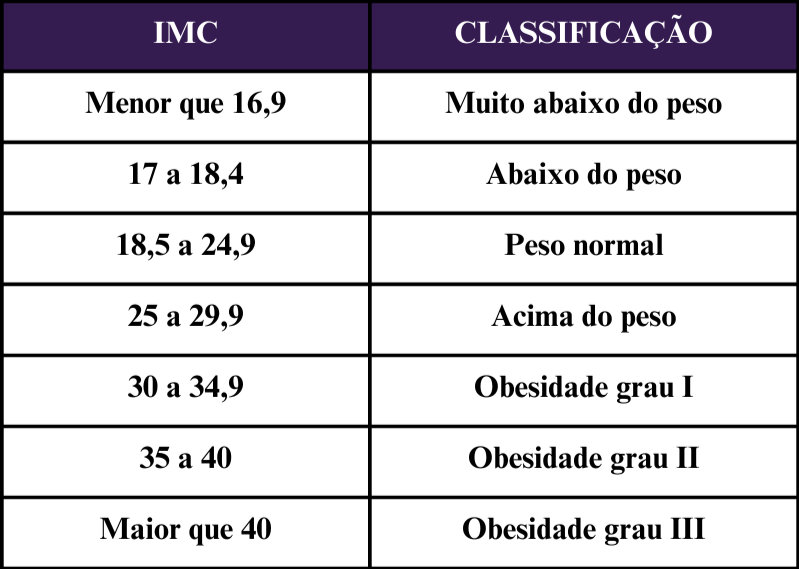 IMC CLASSIFICAÇÃO
Menor que 16,9 Muito abaixo do peso
17 a 18,4 Abaixo do peso
18,5 a 24,9 Peso normal
25 a 29,9 Acima do peso
30 a 34,9 Obesidade grau I
35 a 40 Obesidade grau II
Maior que 40 Obesidade grau III